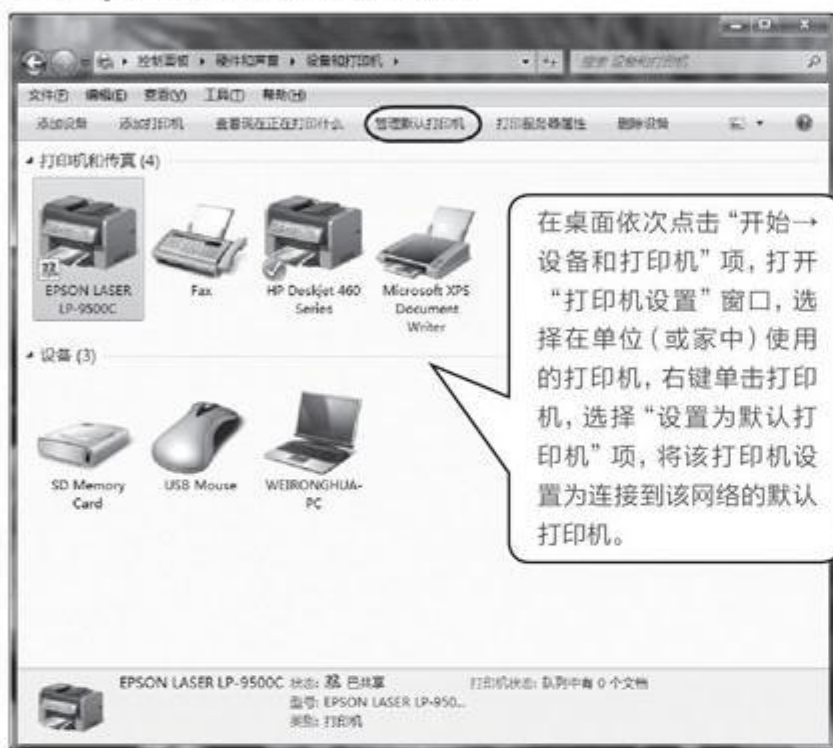 控制面板 ▸ 硬件和声音 ▸ 设备和打印机 ▸
搜索 设备和打印机
文件(F) 编辑(E) 查看(V) 工具(T) 帮助(H)
添加设备 添加打印机 查看现在正在打印什么 管理默认打印机 打印服务器属性 删除设备
打印机和传真 (4)
EPSON LASER
LP-9500C
Fax
HP Deskjet 460
Series
Microsoft XPS
Document
Writer
设备 (3)
SD Memory
Card
USB Mouse
WEIRONGHUA-
PC
在桌面依次点击“开始→
设备和打印机”项,打开
“打印机设置”窗口,选
择在单位(或家中)使用
的打印机,右键单击打印
机,选择“设置为默认打
印机”项,将该打印机设
置为连接到该网络的默认
打印机。
EPSON LASER LP-9500C 状态: 已共享 打印机状态: 队列中有 0 个文档
型号: EPSON LASER LP-950...
类别: 打印机